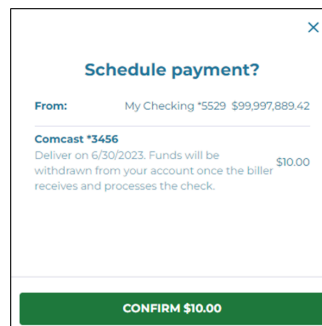 ×
Schedule payment?
From: My Checking *5529 $99,997,889.42
Comcast *3456
Deliver on 6/30/2023. Funds will be
withdrawn from your account once the biller $10.00
receives and processes the check.
CONFIRM $10.00